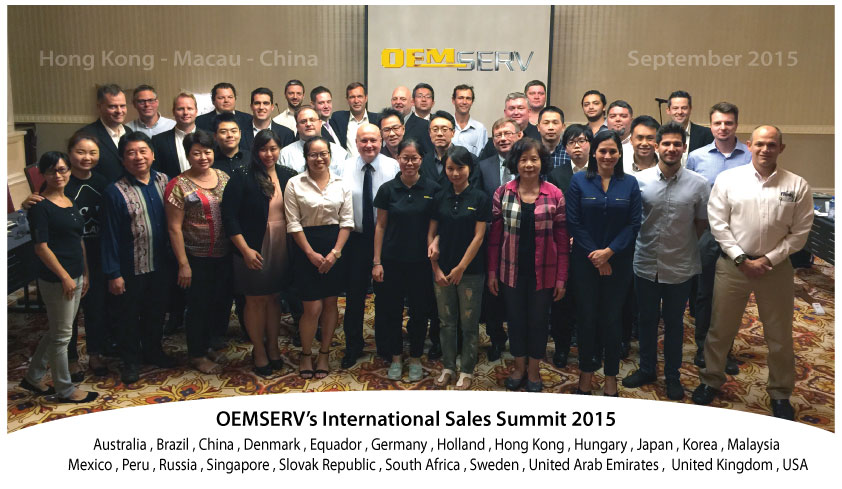 Hong Kong - Macau - China
OEMSERV
September 2015
OEMSERV's International Sales Summit 2015
Australia , Brazil , China , Denmark , Equador , Germany , Holland , Hong Kong , Hungary , Japan , Korea , Malaysia
Mexico , Peru , Russia , Singapore , Slovak Republic , South Africa , Sweden , United Arab Emirates , United Kingdom , USA